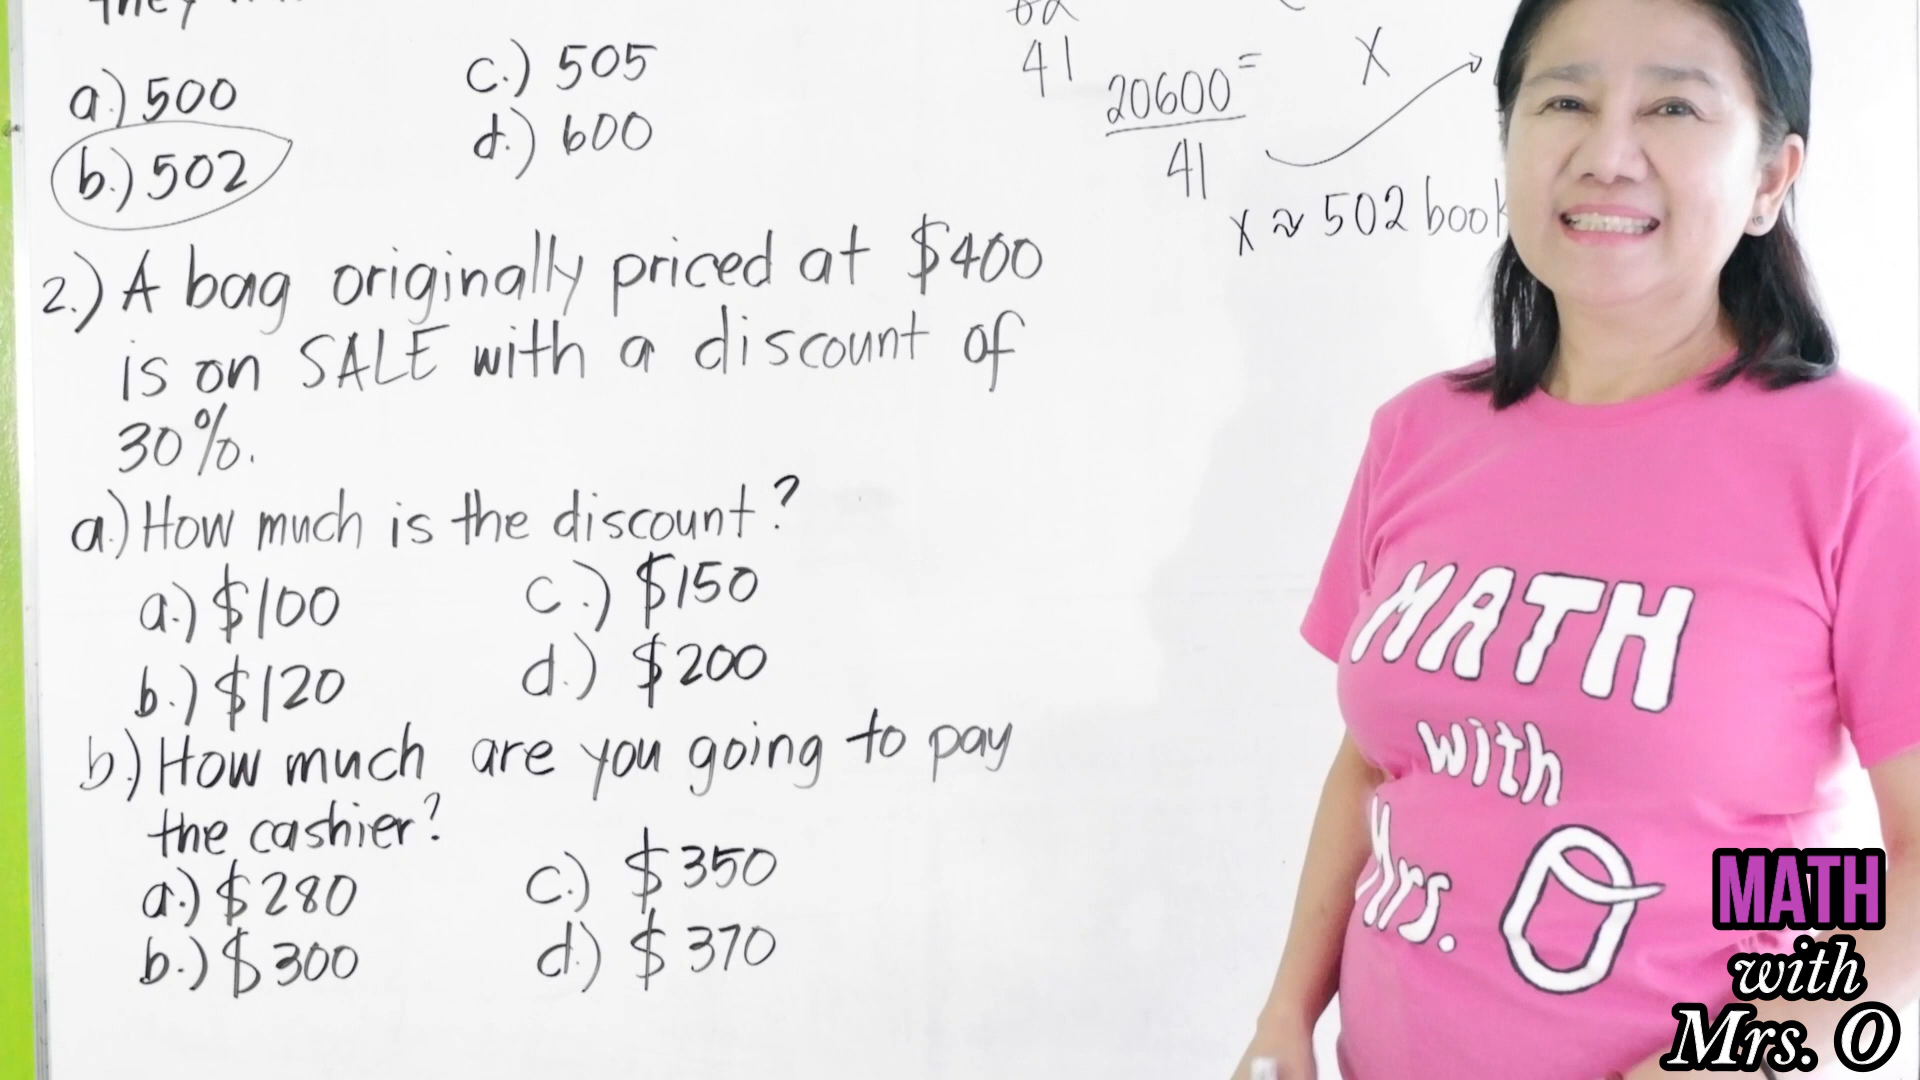 they
a.) 500
c.) 505
b.) 502
d.) 600
2.) A bag originally priced at $400
is on SALE with a discount of
30%.
a.) How much is the discount?
a.) $100
c.) $150
b.) $120
d.) $200
b.) How much are you going to pay
the cashier?
a.) $280
c.) $350
b.) $300
d.) $370
41
20600 = X
41
x ≈ 502 book
MATH
with
Mrs. O
MATH
with
Mrs. O